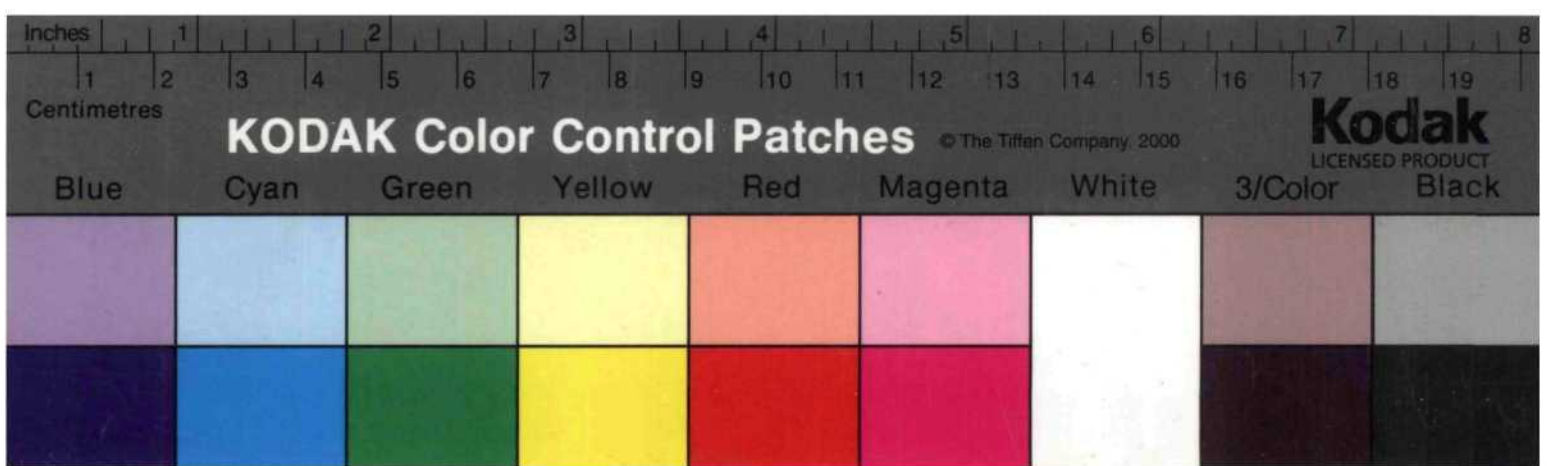 Inches 1 2 3 4 5 6 7 8
1 2 3 4 5 6 7 8 9 10 11 12 13 14 15 16 17 18 19
Centimetres
KODAK Color Control Patches © The Tiffen Company, 2000
Kodak
LICENSED PRODUCT
Blue Cyan Green Yellow Red Magenta White 3/Color Black